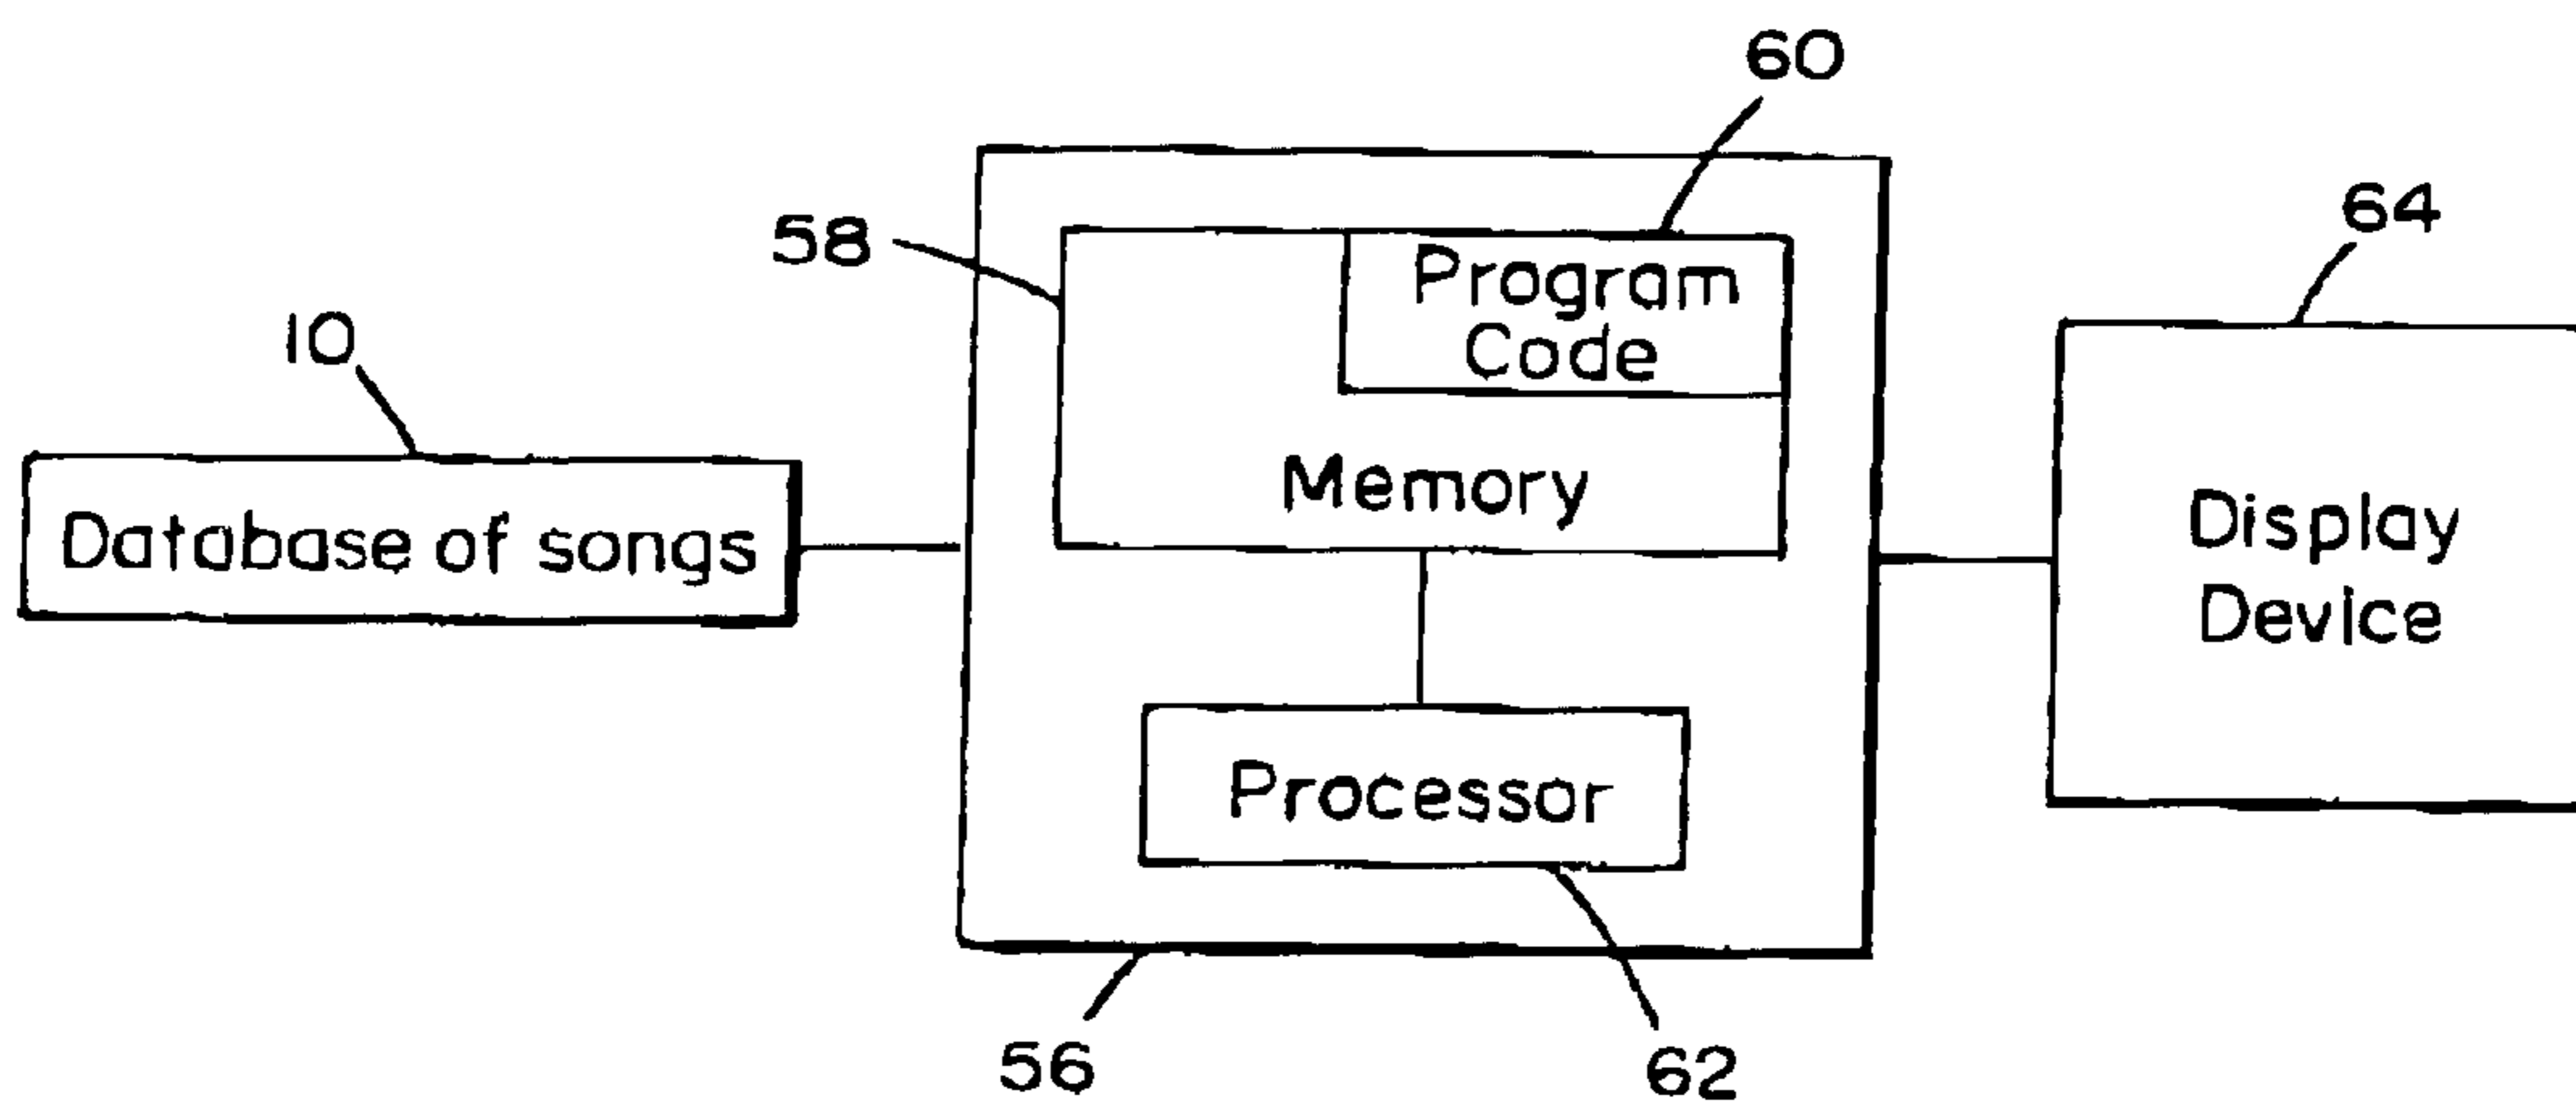 60
64
58
Program
Code
10
Memory
Database of songs
Display
Device
Processor
56
62